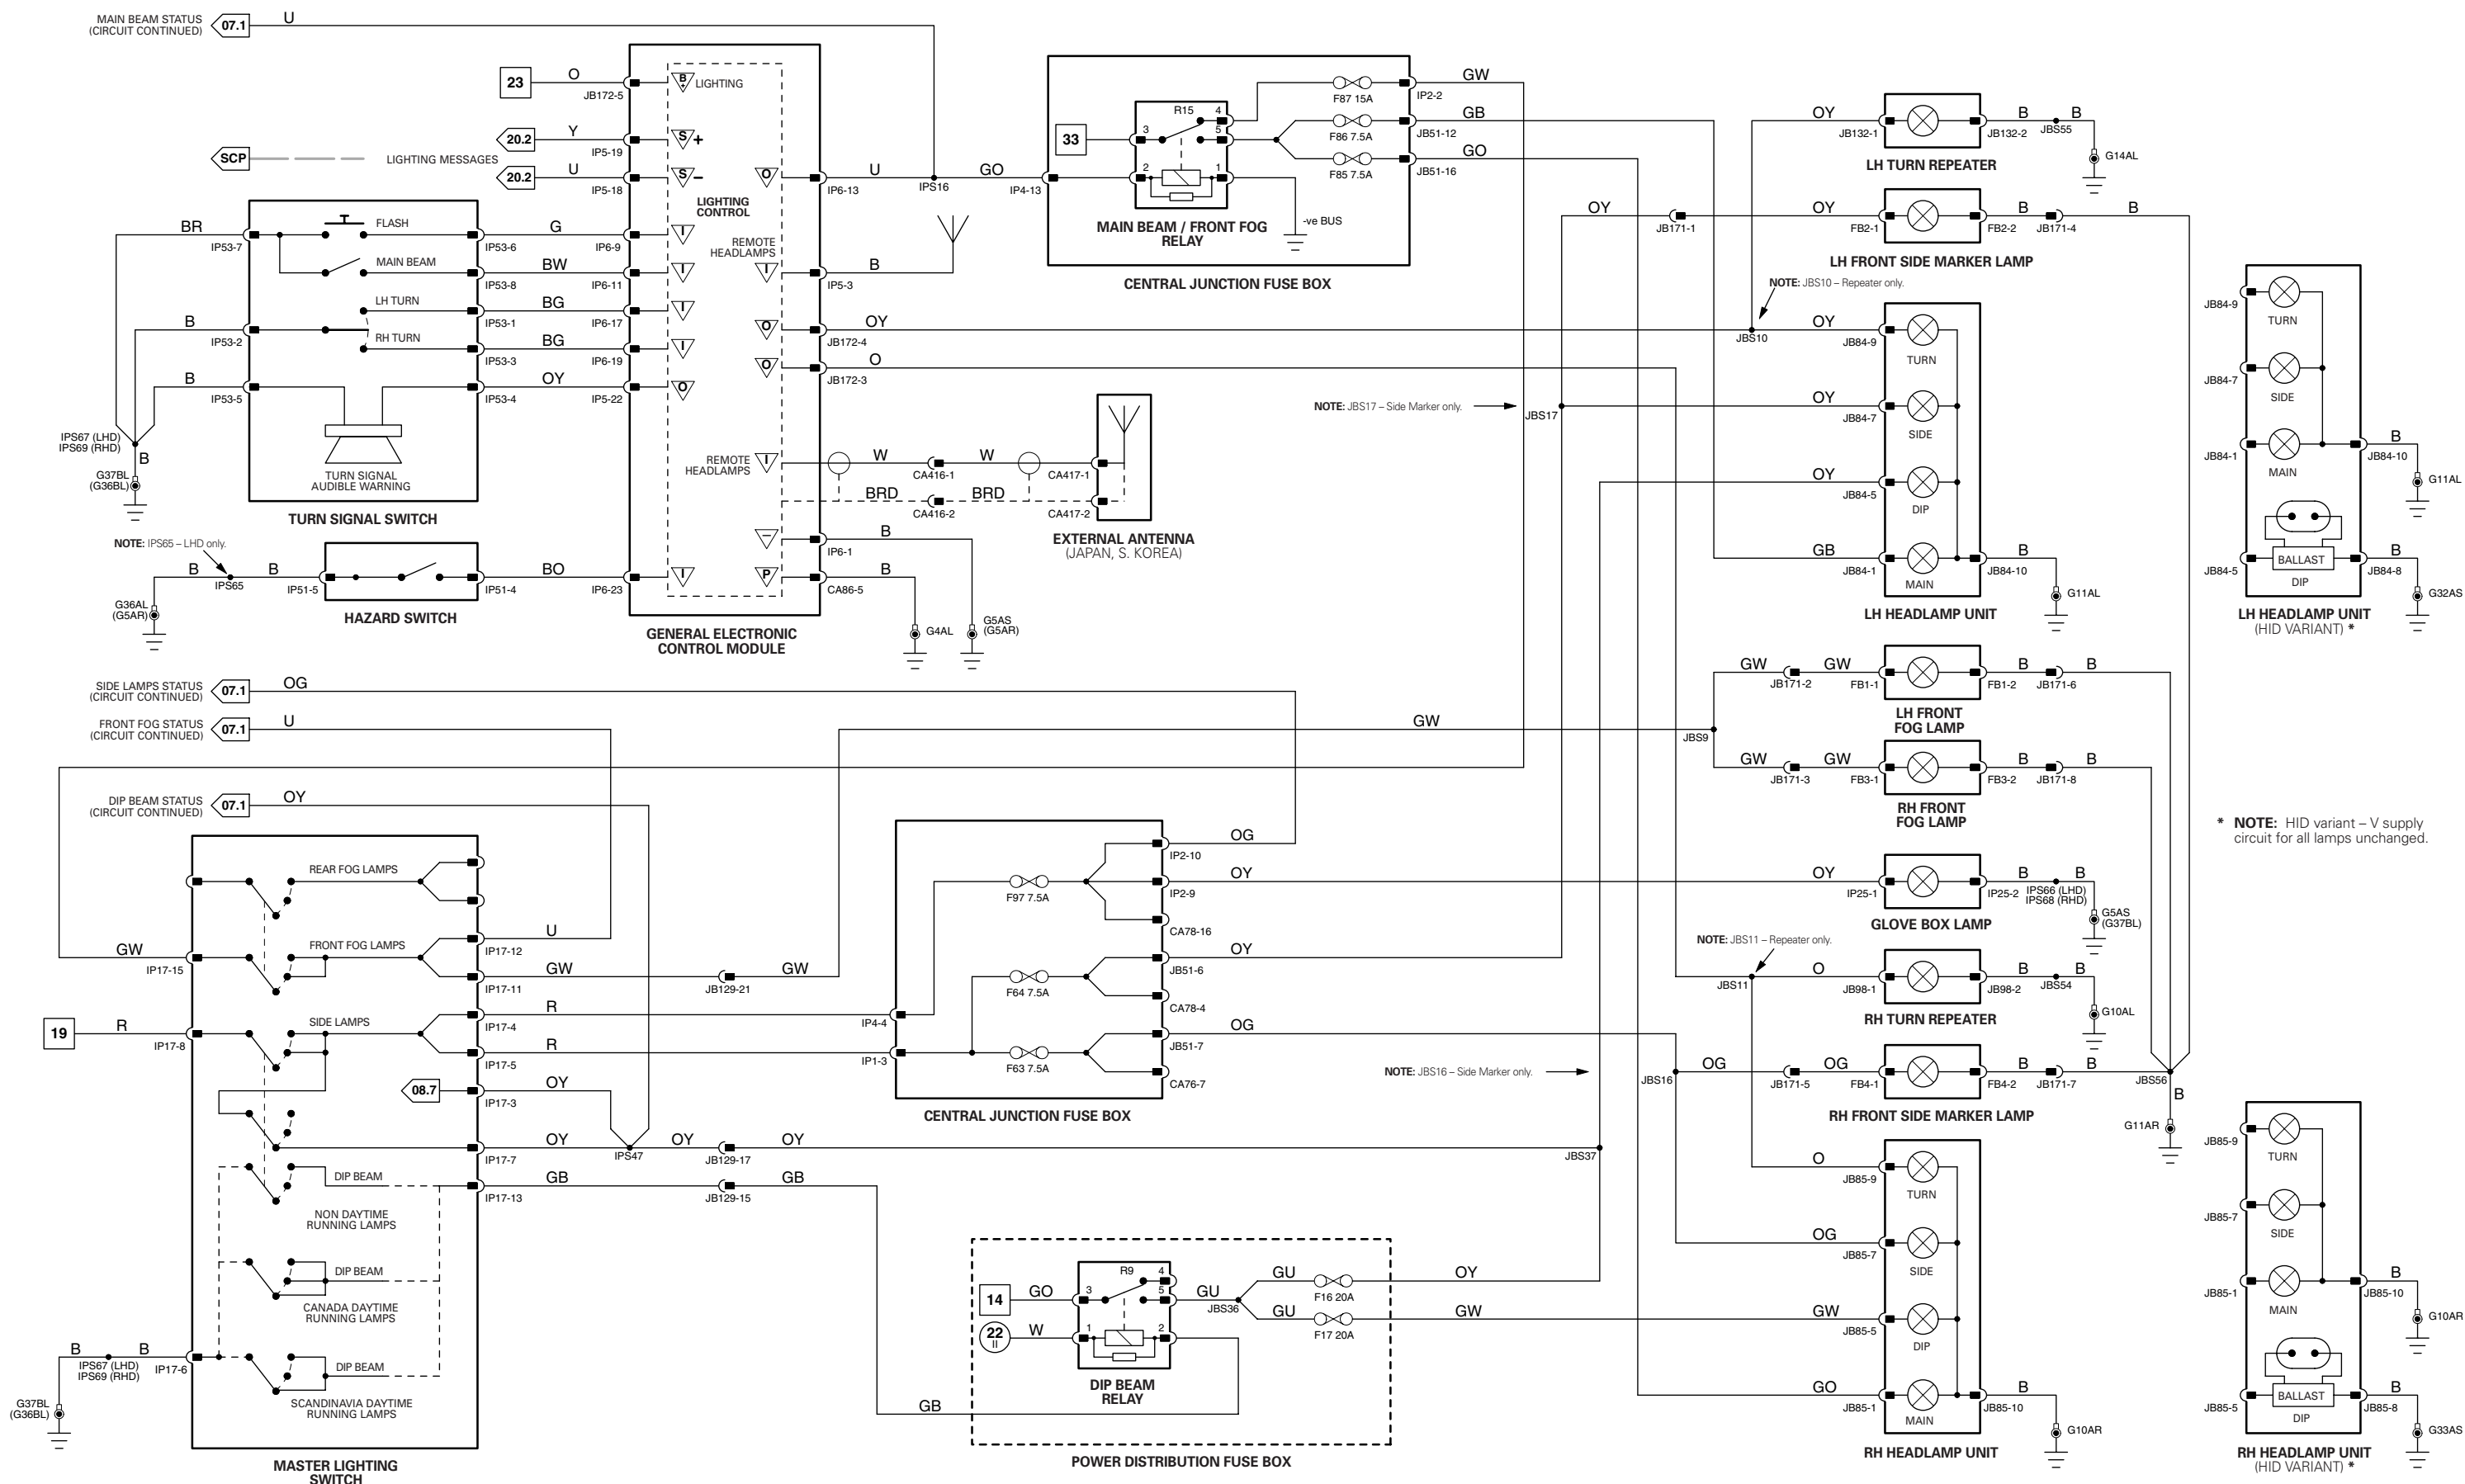 MAIN BEAM STATUS
(CIRCUIT CONTINUED)
07.1
U
23
O
JB172-5
B+
LIGHTING
20.2
Y
IP5-19
S
+
SCP
LIGHTING MESSAGES
20.2
U
IP5-18
S
–
O
IP6-13
U
IPS16
GO
IP4-13
LIGHTING
CONTROL
BR
IP53-7
FLASH
IP53-6
G
IP6-9
I
MAIN BEAM
IP53-8
BW
IP6-11
I
REMOTE
HEADLAMPS
I
IP5-3
B
LH TURN
IP53-1
BG
IP6-17
I
B
IP53-2
RH TURN
IP53-3
BG
IP6-19
I
O
JB172-4
OY
O
JB172-3
O
B
IP53-5
IP53-4
OY
IP5-22
O
IPS67 (LHD)
IPS69 (RHD)
B
G37BL
(G36BL)
TURN SIGNAL
AUDIBLE WARNING
TURN SIGNAL SWITCH
REMOTE
HEADLAMPS
I
W
CA416-1
W
CA417-1
BRD
CA416-2
BRD
CA417-2
EXTERNAL ANTENNA
(JAPAN, S. KOREA)
–
IP6-1
B
G5AS
(G5AR)
P
CA86-5
B
G4AL
NOTE: IPS65 – LHD only.
B
IPS65
B
IP51-5
IP51-4
BO
IP6-23
I
G36AL
(G5AR)
HAZARD SWITCH
GENERAL ELECTRONIC
CONTROL MODULE
33
R15
3
4
5
2
1
F87 15A
IP2-2
GW
F86 7.5A
JB51-12
GB
F85 7.5A
JB51-16
GO
-ve BUS
MAIN BEAM / FRONT FOG
RELAY
CENTRAL JUNCTION FUSE BOX
OY
JB132-1
JB132-2
B
JBS55
B
G14AL
LH TURN REPEATER
OY
JB171-1
OY
FB2-1
FB2-2
B
JB171-4
B
LH FRONT SIDE MARKER LAMP
NOTE: JBS10 – Repeater only.
JBS10
OY
JB84-9
TURN
NOTE: JBS17 – Side Marker only.
JBS17
OY
JB84-7
SIDE
OY
JB84-5
DIP
GB
JB84-1
MAIN
JB84-10
B
G11AL
LH HEADLAMP UNIT
JB84-9
TURN
JB84-7
SIDE
JB84-1
MAIN
JB84-10
B
G11AL
JB84-5
BALLAST
DIP
JB84-8
B
G32AS
LH HEADLAMP UNIT
(HID VARIANT) *
SIDE LAMPS STATUS
(CIRCUIT CONTINUED)
07.1
OG
FRONT FOG STATUS
(CIRCUIT CONTINUED)
07.1
U
DIP BEAM STATUS
(CIRCUIT CONTINUED)
07.1
OY
GW
JBS9
GW
JB171-2
GW
FB1-1
FB1-2
B
JB171-6
B
LH FRONT
FOG LAMP
GW
JB171-3
GW
FB3-1
FB3-2
B
JB171-8
B
RH FRONT
FOG LAMP
* NOTE: HID variant – V supply
circuit for all lamps unchanged.
REAR FOG LAMPS
GW
IP17-15
FRONT FOG LAMPS
IP17-12
U
IP17-11
GW
JB129-21
GW
19
R
IP17-8
SIDE LAMPS
IP17-4
R
IP4-4
IP17-5
R
IP1-3
08.7
IP17-3
OY
IP17-7
OY
IPS47
OY
JB129-17
OY
JBS37
DIP BEAM
IP17-13
GB
JB129-15
GB
NON DAYTIME
RUNNING LAMPS
DIP BEAM
CANADA DAYTIME
RUNNING LAMPS
DIP BEAM
SCANDINAVIA DAYTIME
RUNNING LAMPS
B
IPS67 (LHD)
IPS69 (RHD)
B
IP17-6
G37BL
(G36BL)
MASTER LIGHTING
SWITCH
F97 7.5A
IP2-10
OG
IP2-9
OY
CA78-16
F64 7.5A
JB51-6
OY
CA78-4
F63 7.5A
JB51-7
OG
CA76-7
CENTRAL JUNCTION FUSE BOX
OY
IP25-1
IP25-2
B
IPS66 (LHD)
IPS68 (RHD)
B
G5AS
(G37BL)
GLOVE BOX LAMP
NOTE: JBS11 – Repeater only.
JBS11
O
JB98-1
JB98-2
B
JBS54
B
G10AL
RH TURN REPEATER
NOTE: JBS16 – Side Marker only.
JBS16
OG
JB171-5
OG
FB4-1
FB4-2
B
JB171-7
B
JBS56
B
G11AR
RH FRONT SIDE MARKER LAMP
14
GO
22
II
W
R9
3
4
5
1
2
GU
JBS36
GU
F16 20A
OY
GU
F17 20A
GW
DIP BEAM
RELAY
GB
POWER DISTRIBUTION FUSE BOX
O
JB85-9
TURN
OG
JB85-7
SIDE
GW
JB85-5
DIP
GO
JB85-1
MAIN
JB85-10
B
G10AR
RH HEADLAMP UNIT
JB85-9
TURN
JB85-7
SIDE
JB85-1
MAIN
JB85-10
B
G10AR
JB85-5
BALLAST
DIP
JB85-8
B
G33AS
RH HEADLAMP UNIT
(HID VARIANT) *